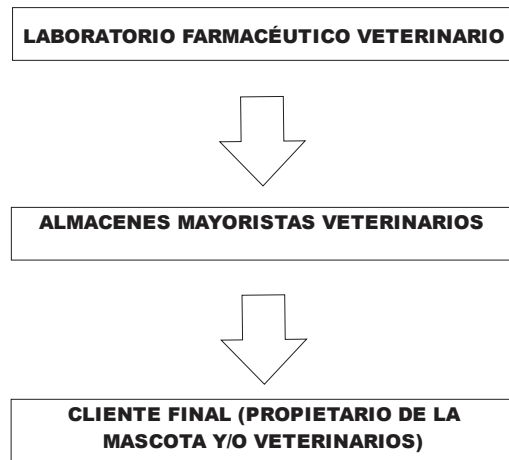 LABORATORIO FARMACÉUTICO VETERINARIO
ALMACENES MAYORISTAS VETERINARIOS
CLIENTE FINAL (PROPIETARIO DE LA
MASCOTA Y/O VETERINARIOS)